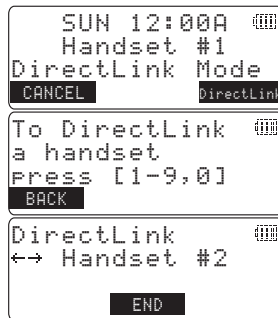 SUN 12:00A
Handset #1
DirectLink Mode
CANCEL DirectLink
To DirectLink
a handset
press [1-9,0]
BACK
DirectLink
←→ Handset #2
END